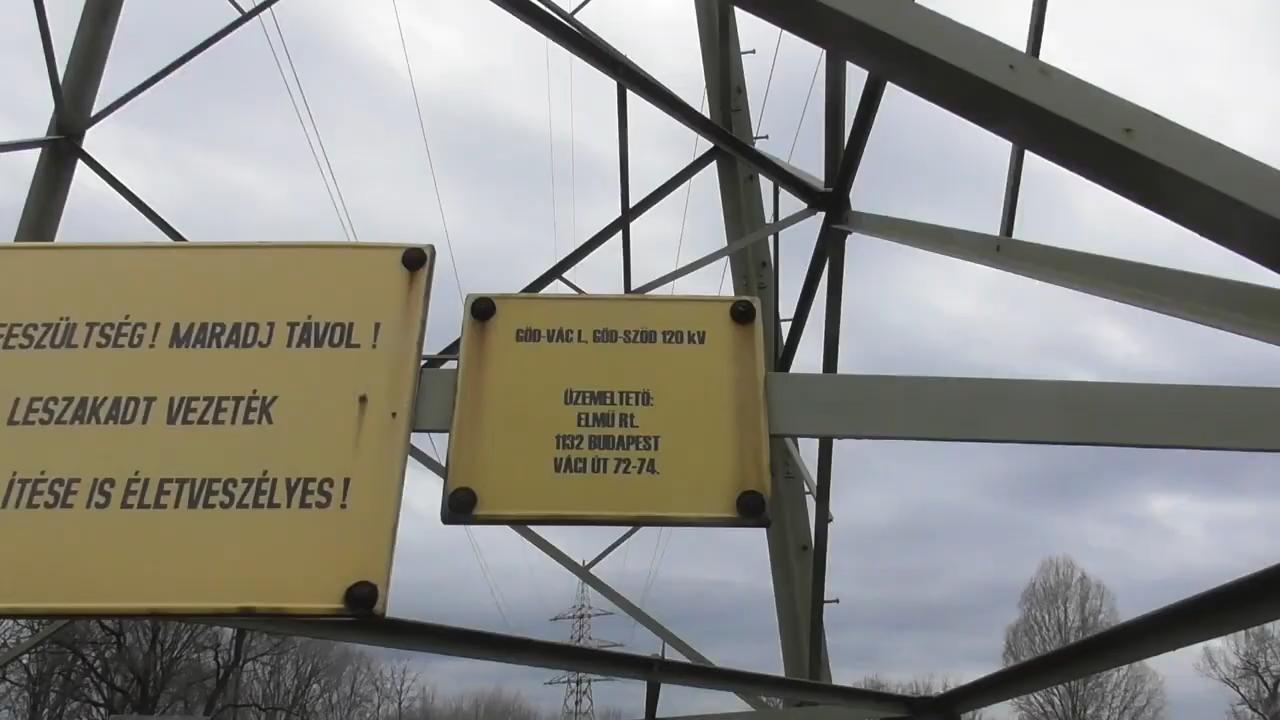 FESZÜLTSÉG! MARADJ TÁVOL!
LESZAKADT VEZETÉK
ÍTÉSE IS ÉLETVESZÉLYES!
GÖD-VÁC I., GÖD-SZŐD 120 kV
ÜZEMELTETŐ:
ELMŰ Rt.
1132 BUDAPEST
VÁCI ÚT 72-74.